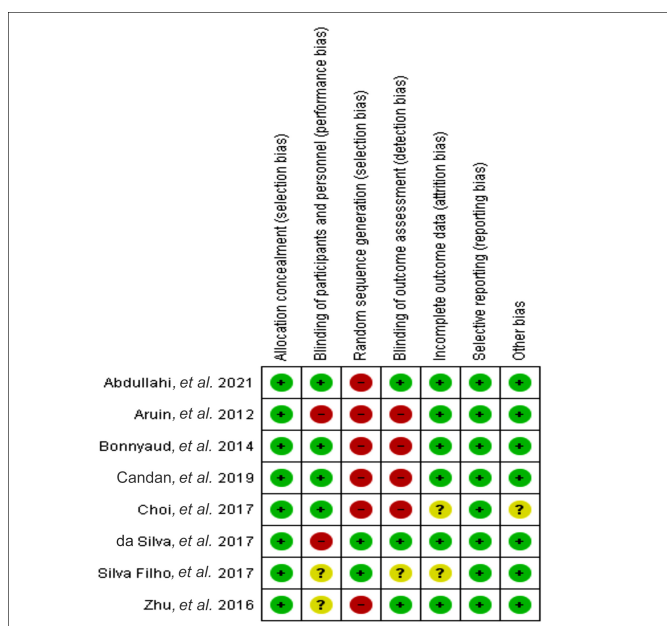 Allocation concealment (selection bias)
Blinding of participants and personnel (performance bias)
Random sequence generation (selection bias)
Blinding of outcome assessment (detection bias)
Incomplete outcome data (attrition bias)
Selective reporting (reporting bias)
Other bias
Abdullahi, et al. 2021 + + - + + + +
Aruin, et al. 2012 + - - - + + +
Bonnyaud, et al. 2014 + + - - + + +
Candan, et al. 2019 + + - - + + +
Choi, et al. 2017 + + - - ? + ?
da Silva, et al. 2017 + - + + + + +
Silva Filho, et al. 2017 + ? + ? ? + +
Zhu, et al. 2016 + ? - + + + +